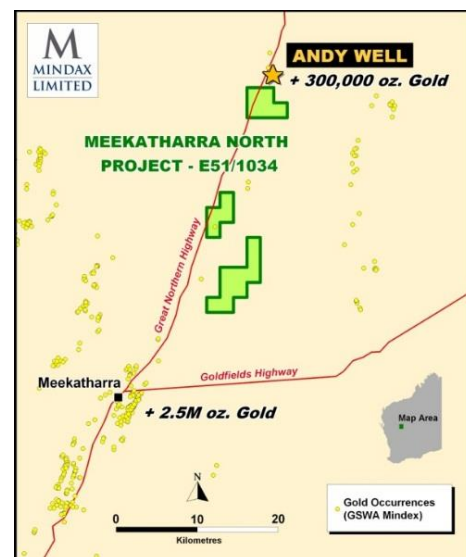 M
MINDAX
LIMITED
ANDY WELL
+ 300,000 oz. Gold
MEEKATHARRA NORTH
PROJECT - E51/1034
Great Northern Highway
Goldfields Highway
Meekatharra
+ 2.5M oz. Gold
Map Area
N
0 10 20
Kilometres
Gold Occurrences
(GSWA Mindex)